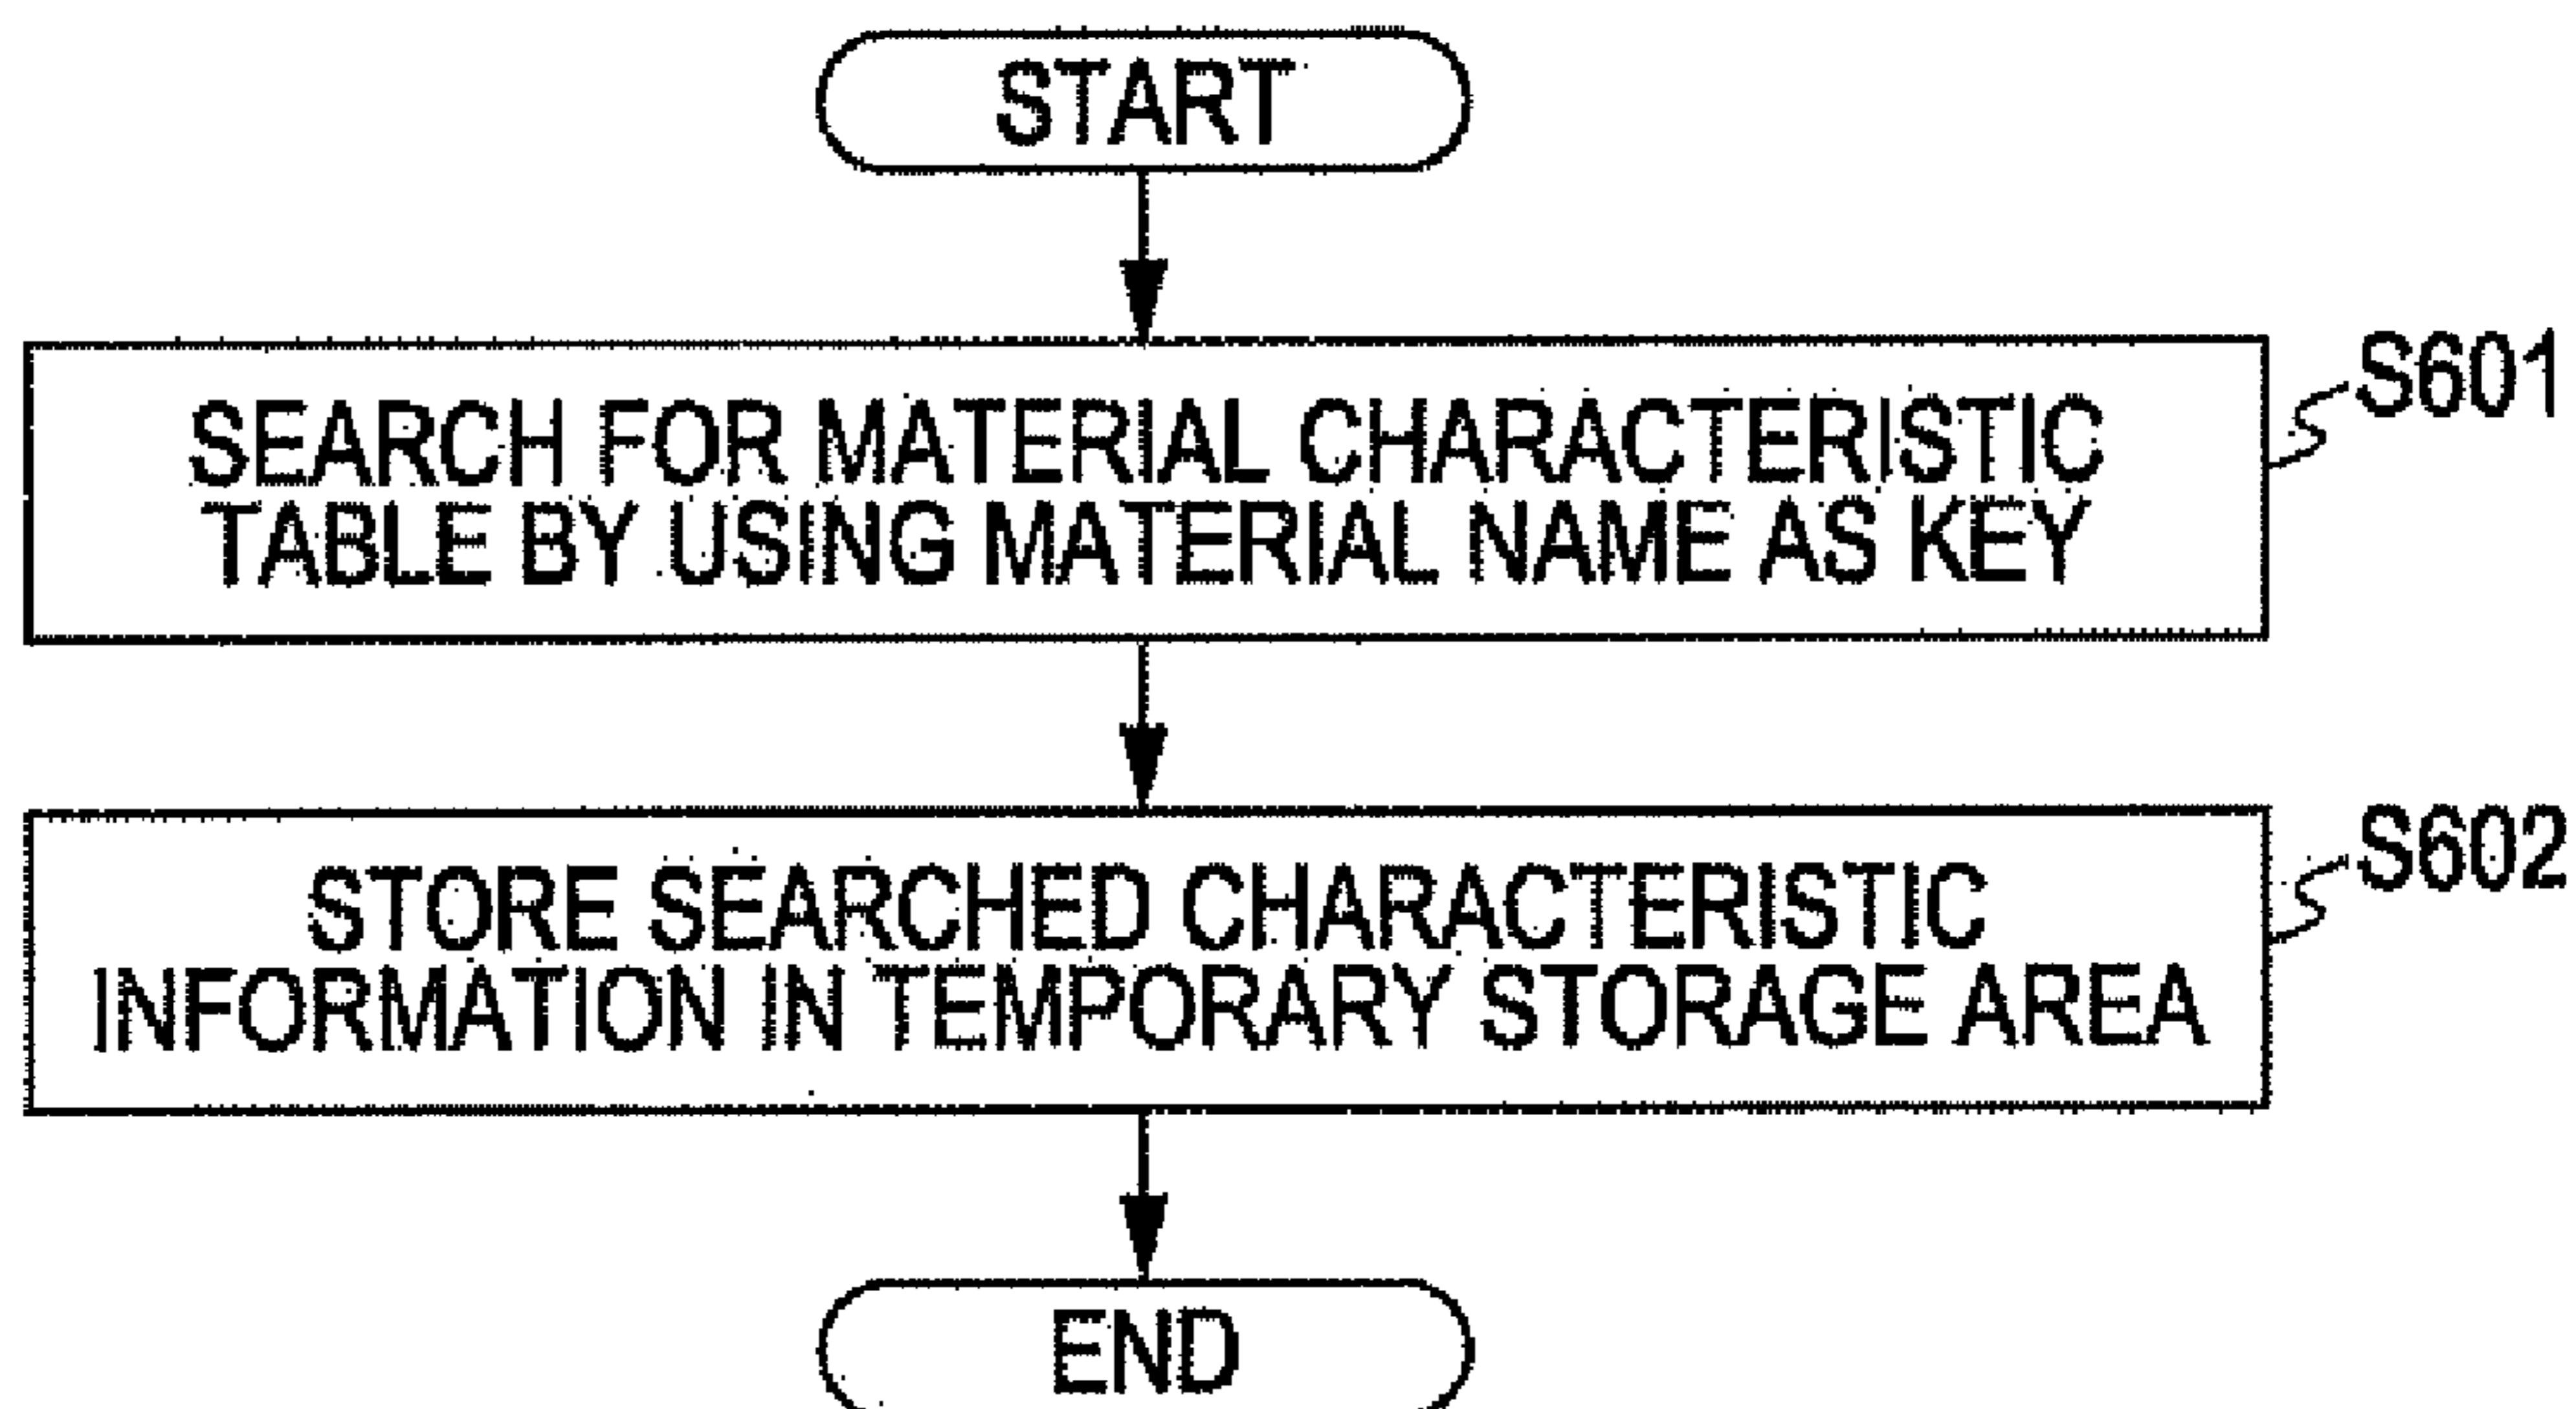 START
SEARCH FOR MATERIAL CHARACTERISTIC
TABLE BY USING MATERIAL NAME AS KEY
S601
STORE SEARCHED CHARACTERISTIC
INFORMATION IN TEMPORARY STORAGE AREA
S602
END